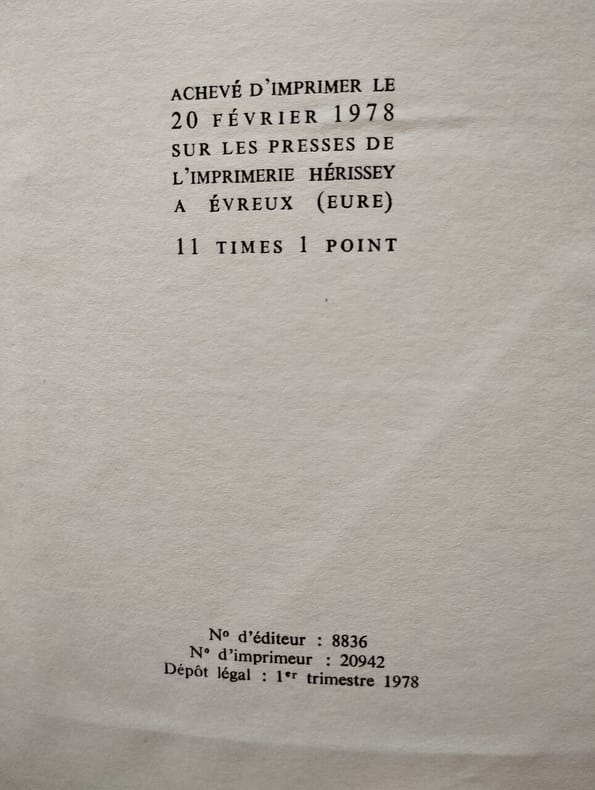 ACHEVÉ D'IMPRIMER LE
20 FÉVRIER 1978
SUR LES PRESSES DE
L'IMPRIMERIE HÉRISSEY
A ÉVREUX (EURE)
11 TIMES 1 POINT
Nº d'éditeur : 8836
Nº d'imprimeur : 20942
Dépôt légal : 1er trimestre 1978